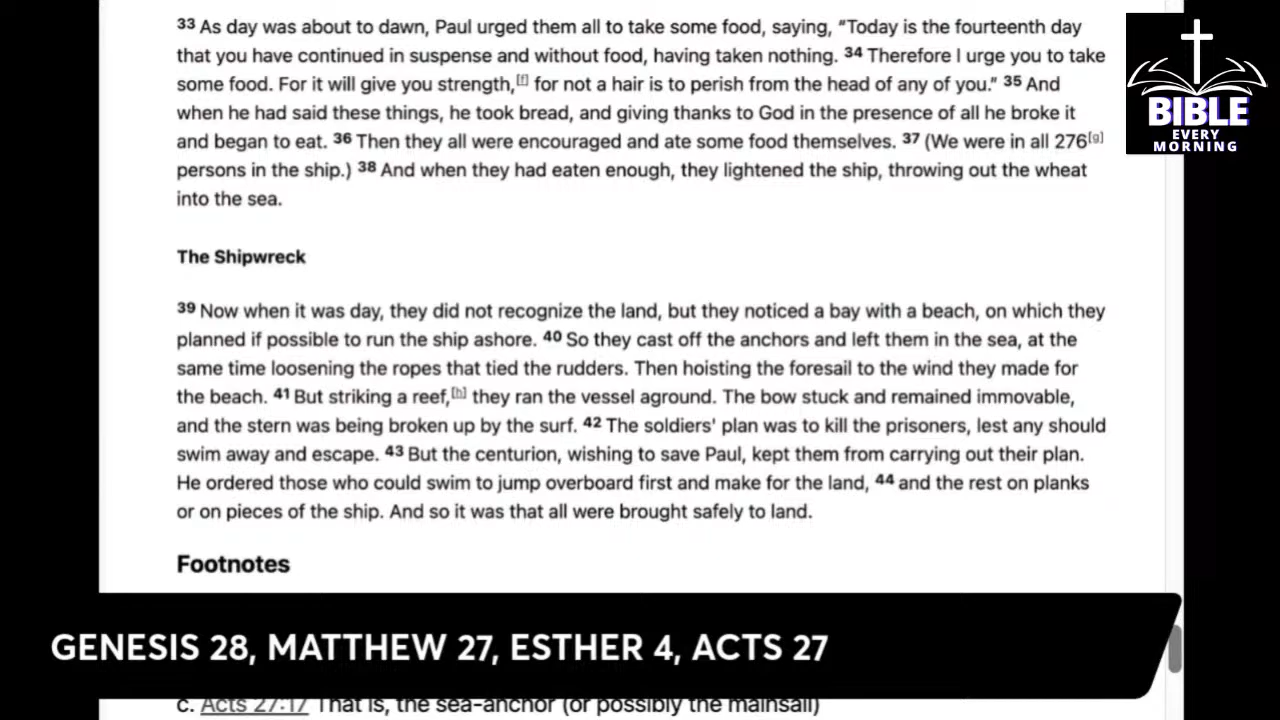 33 As day was about to dawn, Paul urged them all to take some food, saying, "Today is the fourteenth day
that you have continued in suspense and without food, having taken nothing. 34 Therefore I urge you to take
some food. For it will give you strength,[f] for not a hair is to perish from the head of any of you." 35 And
when he had said these things, he took bread, and giving thanks to God in the presence of all he broke it
and began to eat. 36 Then they all were encouraged and ate some food themselves. 37 (We were in all 276[g]
persons in the ship.) 38 And when they had eaten enough, they lightened the ship, throwing out the wheat
into the sea.
The Shipwreck
39 Now when it was day, they did not recognize the land, but they noticed a bay with a beach, on which they
planned if possible to run the ship ashore. 40 So they cast off the anchors and left them in the sea, at the
same time loosening the ropes that tied the rudders. Then hoisting the foresail to the wind they made for
the beach. 41 But striking a reef,[h] they ran the vessel aground. The bow stuck and remained immovable,
and the stern was being broken up by the surf. 42 The soldiers' plan was to kill the prisoners, lest any should
swim away and escape. 43 But the centurion, wishing to save Paul, kept them from carrying out their plan.
He ordered those who could swim to jump overboard first and make for the land, 44 and the rest on planks
or on pieces of the ship. And so it was that all were brought safely to land.
Footnotes
c. Acts 27:17 That is, the sea-anchor (or possibly the mainsail)
GENESIS 28, MATTHEW 27, ESTHER 4, ACTS 27
BIBLE
EVERY
MORNING